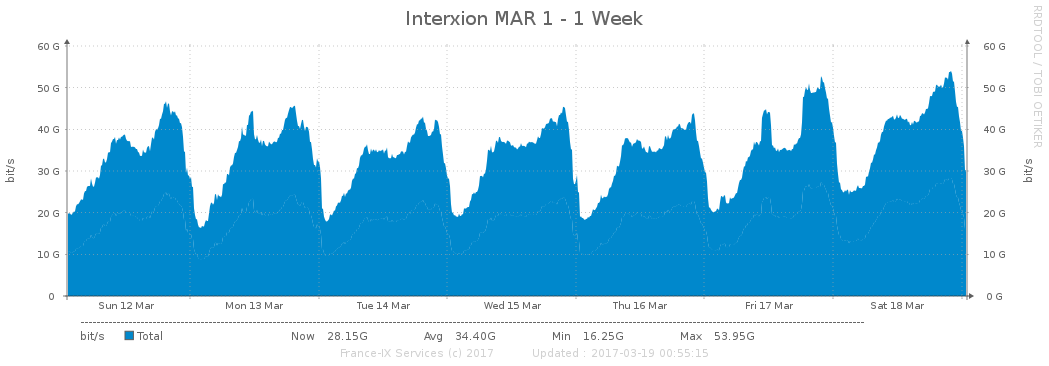 Interxion MAR 1 - 1 Week
RRDTOOL / TOBI OETIKER
60 G 60 G
50 G 50 G
40 G 40 G
30 G 30 G
20 G 20 G
10 G 10 G
0 0 G
bit/s
bit/s
Sun 12 Mar Mon 13 Mar Tue 14 Mar Wed 15 Mar Thu 16 Mar Fri 17 Mar Sat 18 Mar
bit/s Total Now 28.15G Avg 34.40G Min 16.25G Max 53.95G
France-IX Services (c) 2017 Updated : 2017-03-19 00:55:15